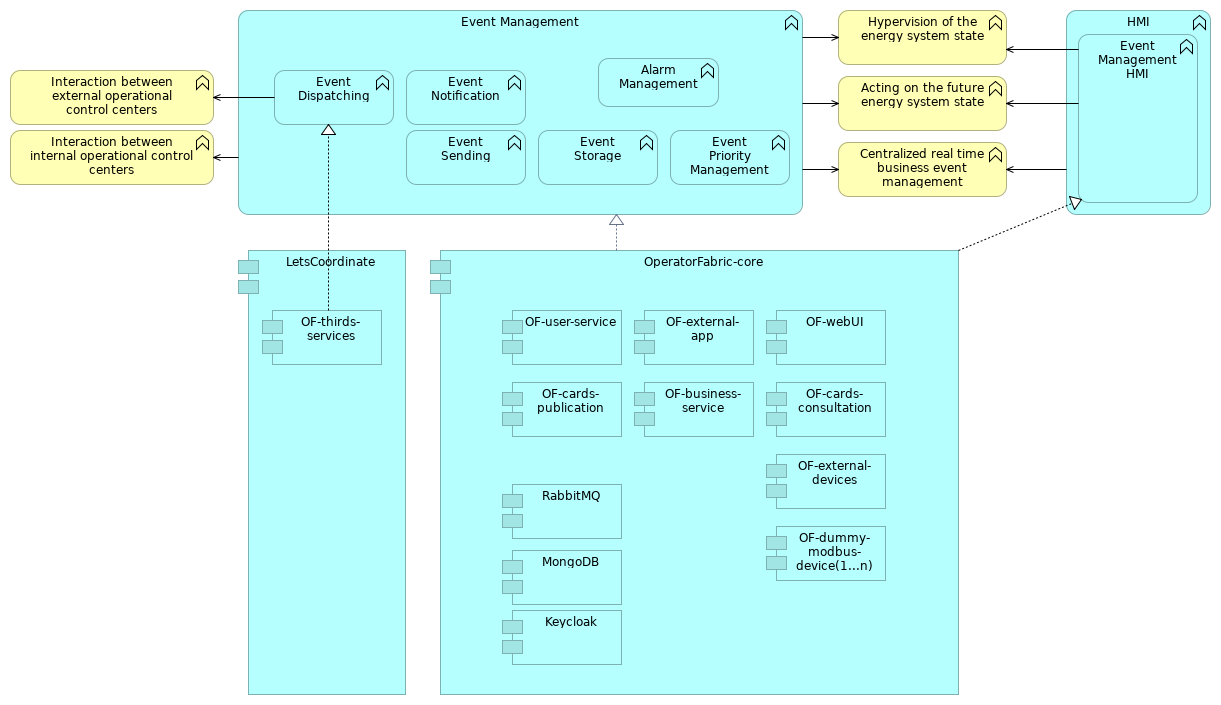 Event Management
Hypervision of the
energy system state
HMI
Event
Management
HMI
Interaction between
external operational
control centers
Event
Dispatching
Event
Notification
Alarm
Management
Acting on the future
energy system state
Interaction between
internal operational control
centers
Event
Sending
Event
Storage
Event
Priority
Management
Centralized real time
business event
management
LetsCoordinate
OperatorFabric-core
OF-thirds-
services
OF-user-service
OF-external-
app
OF-webUI
OF-cards-
publication
OF-business-
service
OF-cards-
consultation
OF-external-
devices
RabbitMQ
OF-dummy-
modbus-
device(1...n)
MongoDB
Keycloak